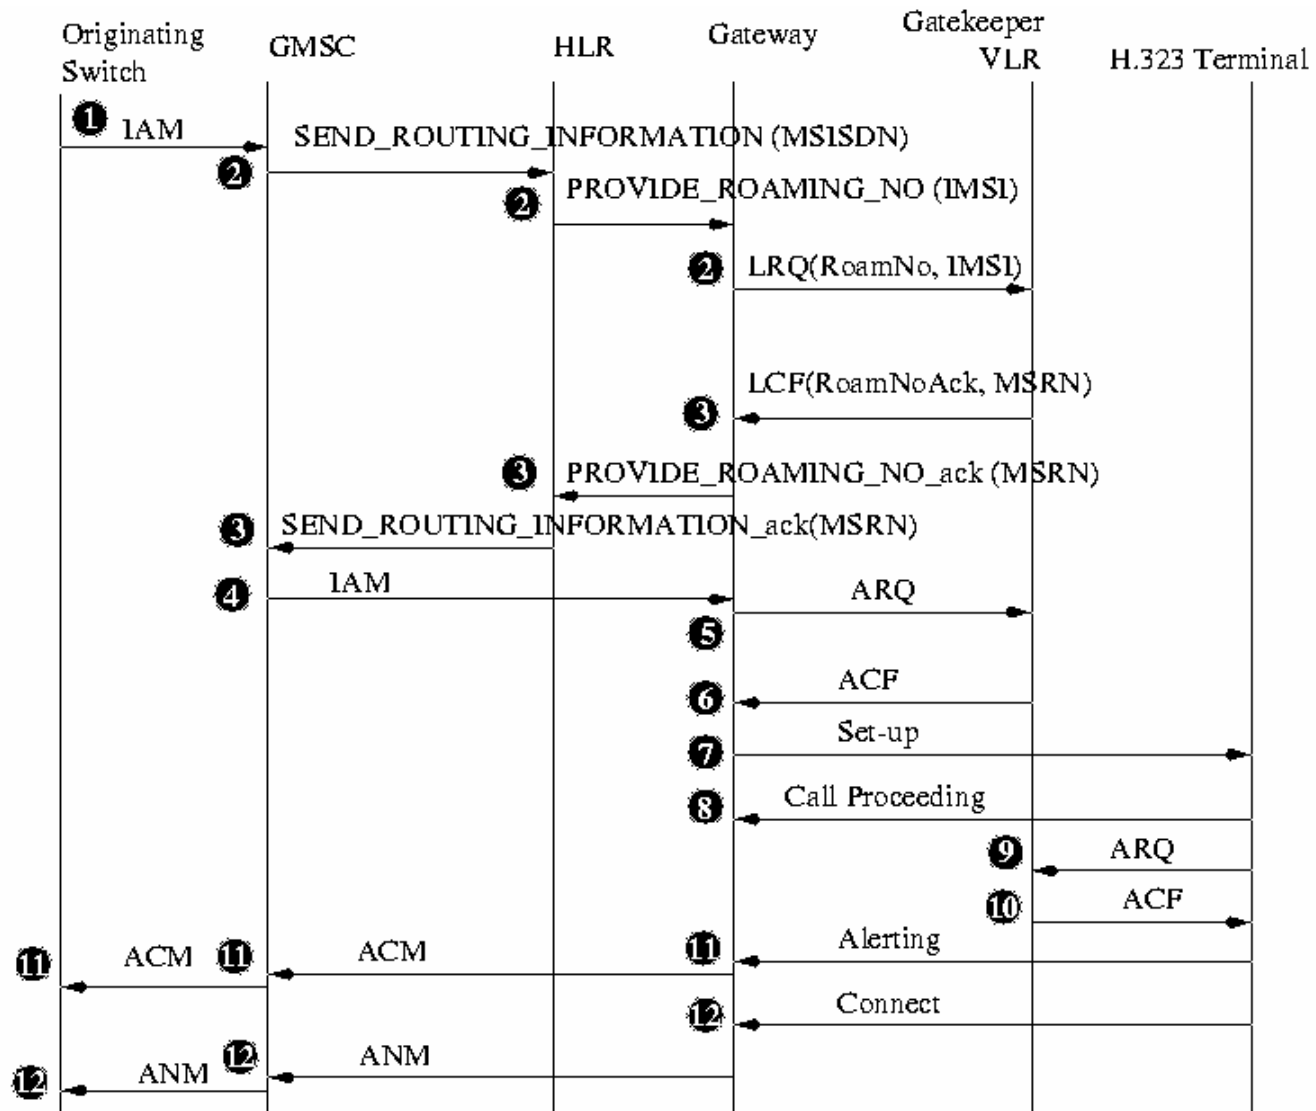 Originating
Switch
GMSC
HLR
Gateway
Gatekeeper
VLR
H.323 Terminal
1 IAM
SEND_ROUTING_INFORMATION (MSISDN)
2
PROVIDE_ROAMING_NO (IMSI)
2
2 LRQ(RoamNo, IMSI)
LCF(RoamNoAck, MSRN)
3
3 PROVIDE_ROAMING_NO_ack (MSRN)
3 SEND_ROUTING_INFORMATION_ack(MSRN)
4 IAM
ARQ
5
ACF
6
Set-up
7
Call Proceeding
8
9 ARQ
10 ACF
11 Alerting
11 ACM
11 ACM
Connect
12
12 ANM
12 ANM